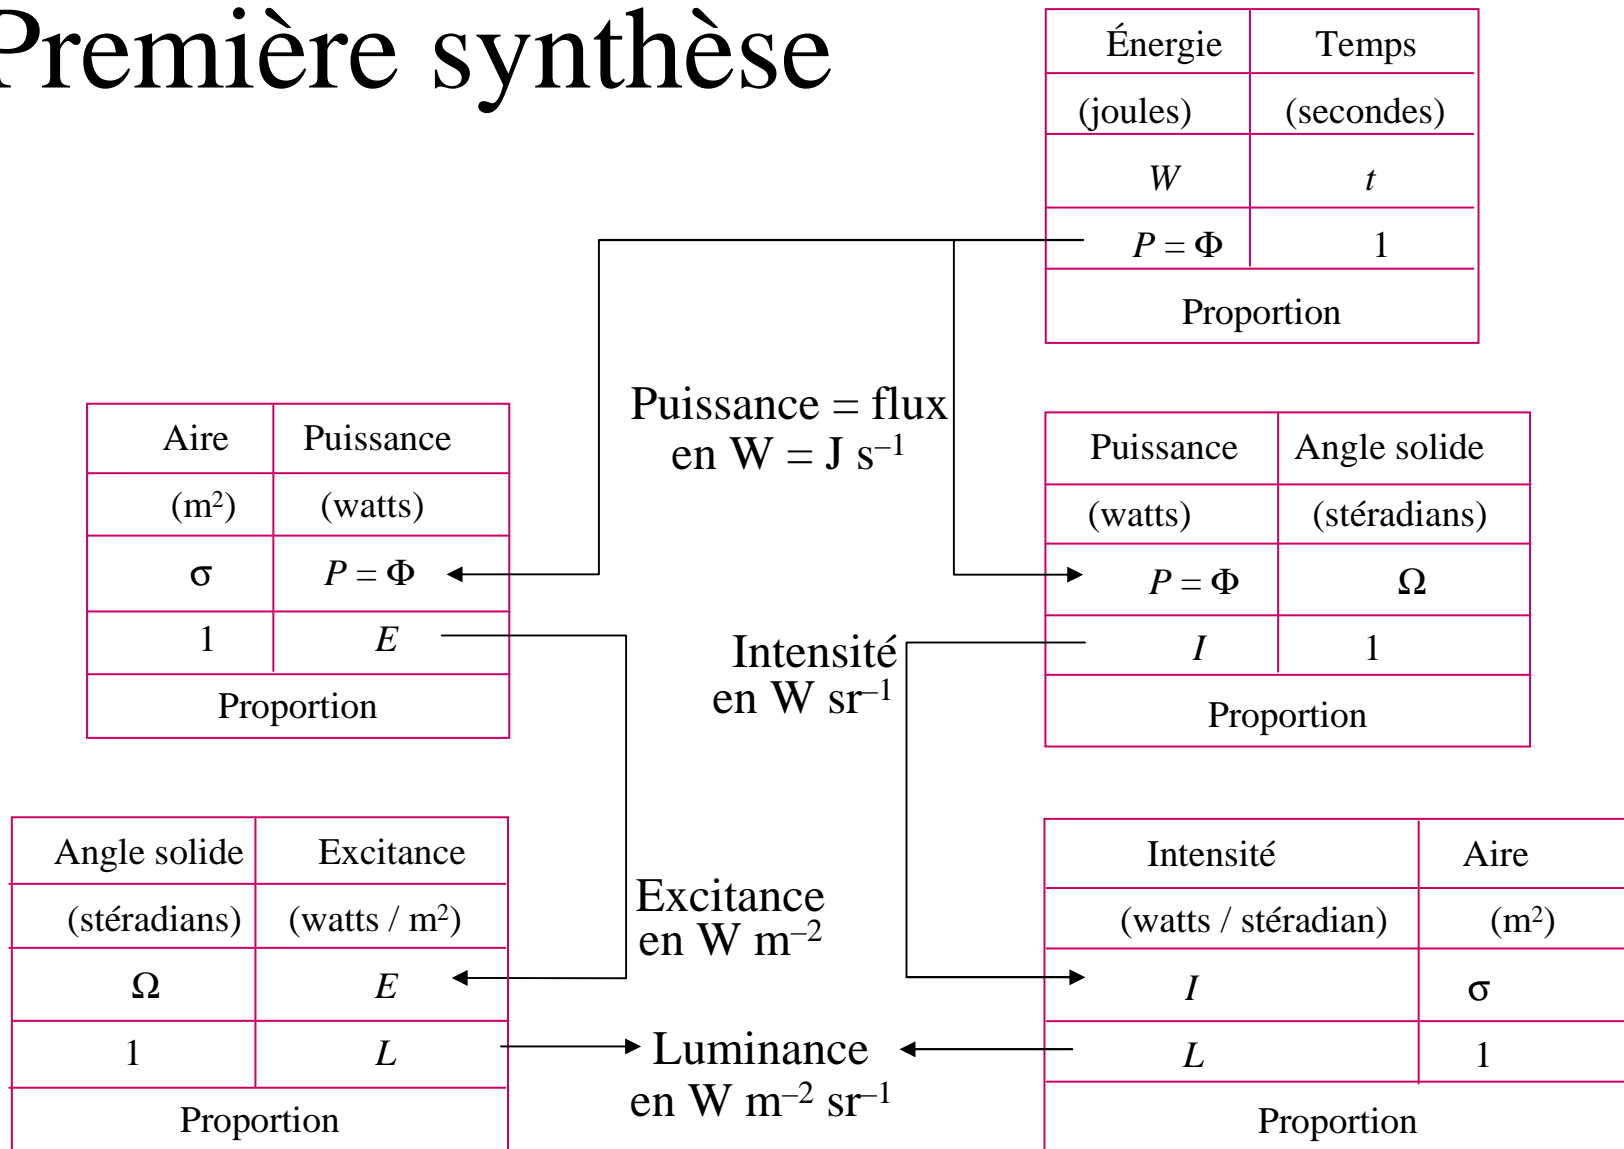 Première synthèse
Énergie Temps
(joules) (secondes)
W t
P = Φ 1
Proportion
Puissance = flux
en W = J s⁻¹
Aire Puissance
(m²) (watts)
σ P = Φ
1 E
Proportion
Puissance Angle solide
(watts) (stéradians)
P = Φ Ω
I 1
Proportion
Intensité
en W sr⁻¹
Angle solide Excitance
(stéradians) (watts / m²)
Ω E
1 L
Proportion
Excitance
en W m⁻²
Intensité Aire
(watts / stéradian) (m²)
I σ
L 1
Proportion
Luminance
en W m⁻² sr⁻¹